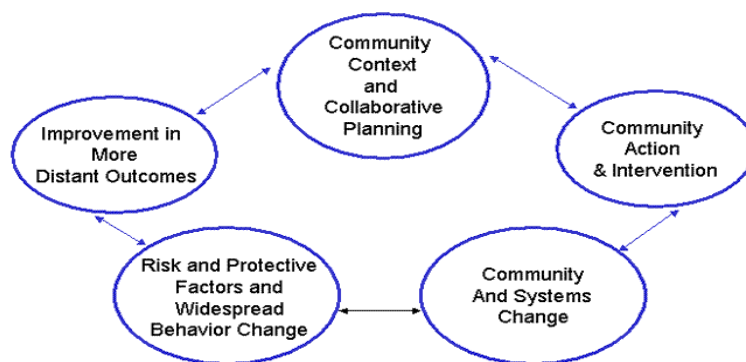 Community
Context
and
Collaborative
Planning
Improvement in
More
Distant Outcomes
Community
Action
& Intervention
Risk and Protective
Factors and
Widespread
Behavior Change
Community
And Systems
Change